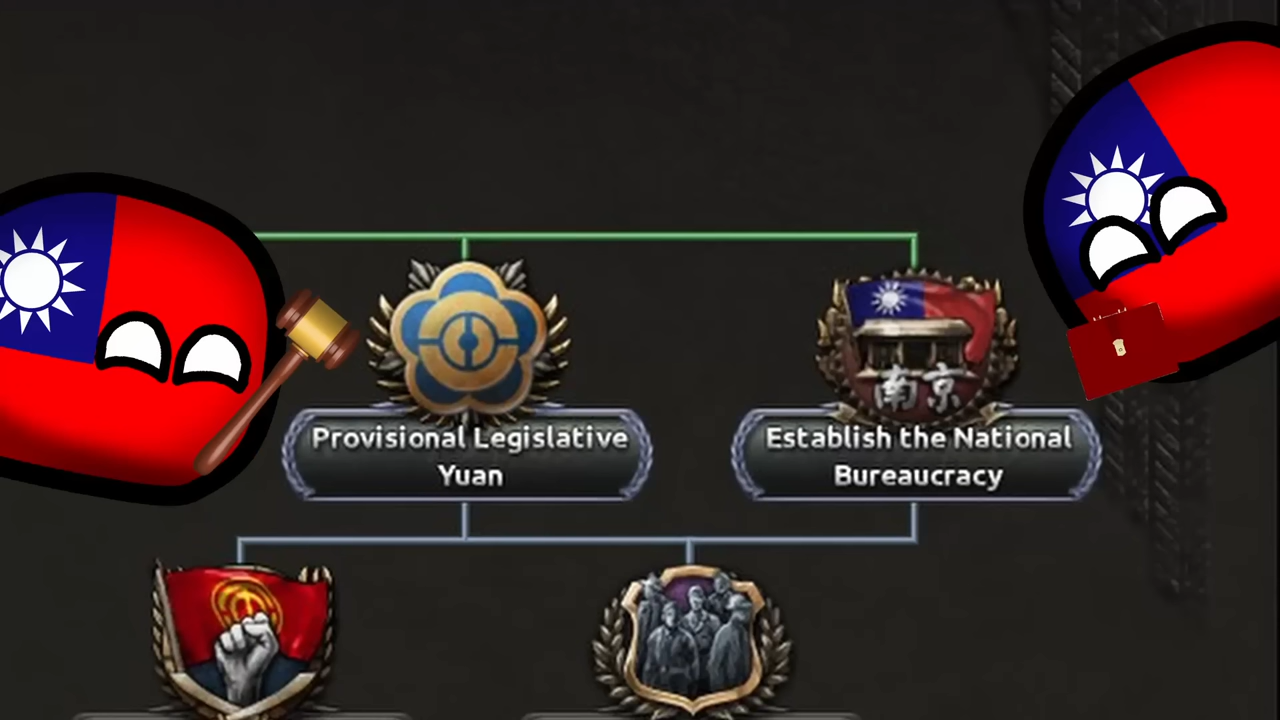 南京
Provisional Legislative
Yuan
Establish the National
Bureaucracy